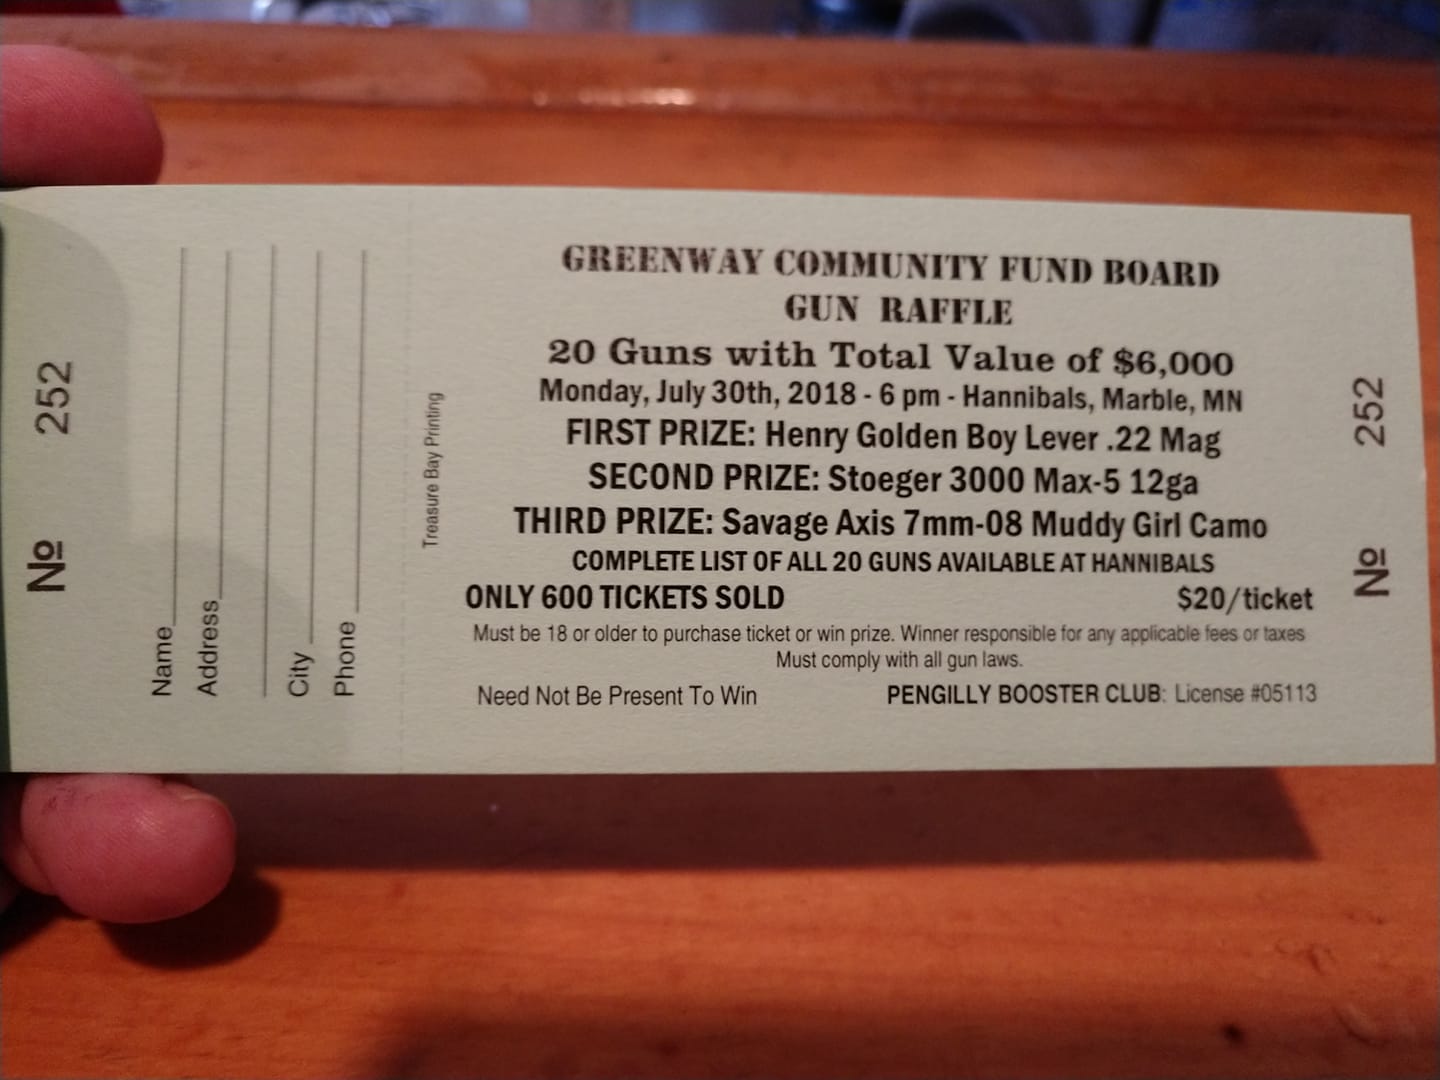 No 252
Name
Address
City
Phone
Treasure Bay Printing
GREENWAY COMMUNITY FUND BOARD
GUN RAFFLE
20 Guns with Total Value of $6,000
Monday, July 30th, 2018 - 6 pm - Hannibals, Marble, MN
FIRST PRIZE: Henry Golden Boy Lever .22 Mag
SECOND PRIZE: Stoeger 3000 Max-5 12ga
THIRD PRIZE: Savage Axis 7mm-08 Muddy Girl Camo
COMPLETE LIST OF ALL 20 GUNS AVAILABLE AT HANNIBALS
ONLY 600 TICKETS SOLD $20/ticket
Must be 18 or older to purchase ticket or win prize. Winner responsible for any applicable fees or taxes
Must comply with all gun laws.
Need Not Be Present To Win PENGILLY BOOSTER CLUB: License #05113
Nº 252